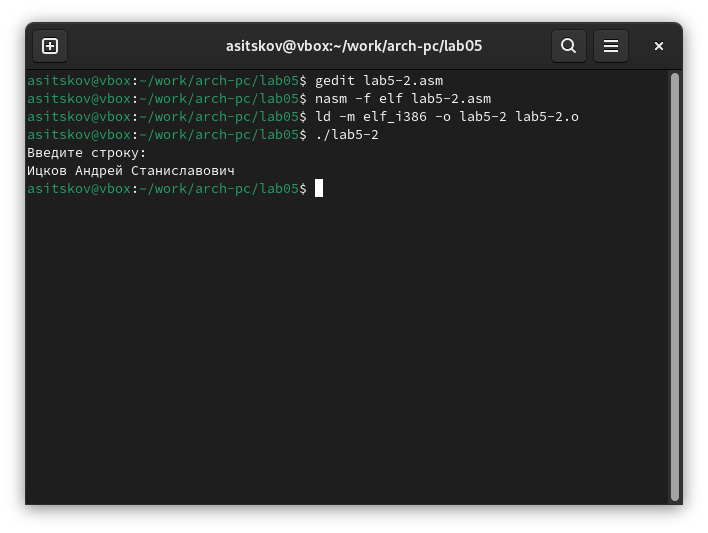 asitskov@vbox:~/work/arch-pc/lab05
asitskov@vbox:~/work/arch-pc/lab05$ gedit lab5-2.asm
asitskov@vbox:~/work/arch-pc/lab05$ nasm -f elf lab5-2.asm
asitskov@vbox:~/work/arch-pc/lab05$ ld -m elf_i386 -o lab5-2 lab5-2.o
asitskov@vbox:~/work/arch-pc/lab05$ ./lab5-2
Введите строку:
Ицков Андрей Станиславович
asitskov@vbox:~/work/arch-pc/lab05$